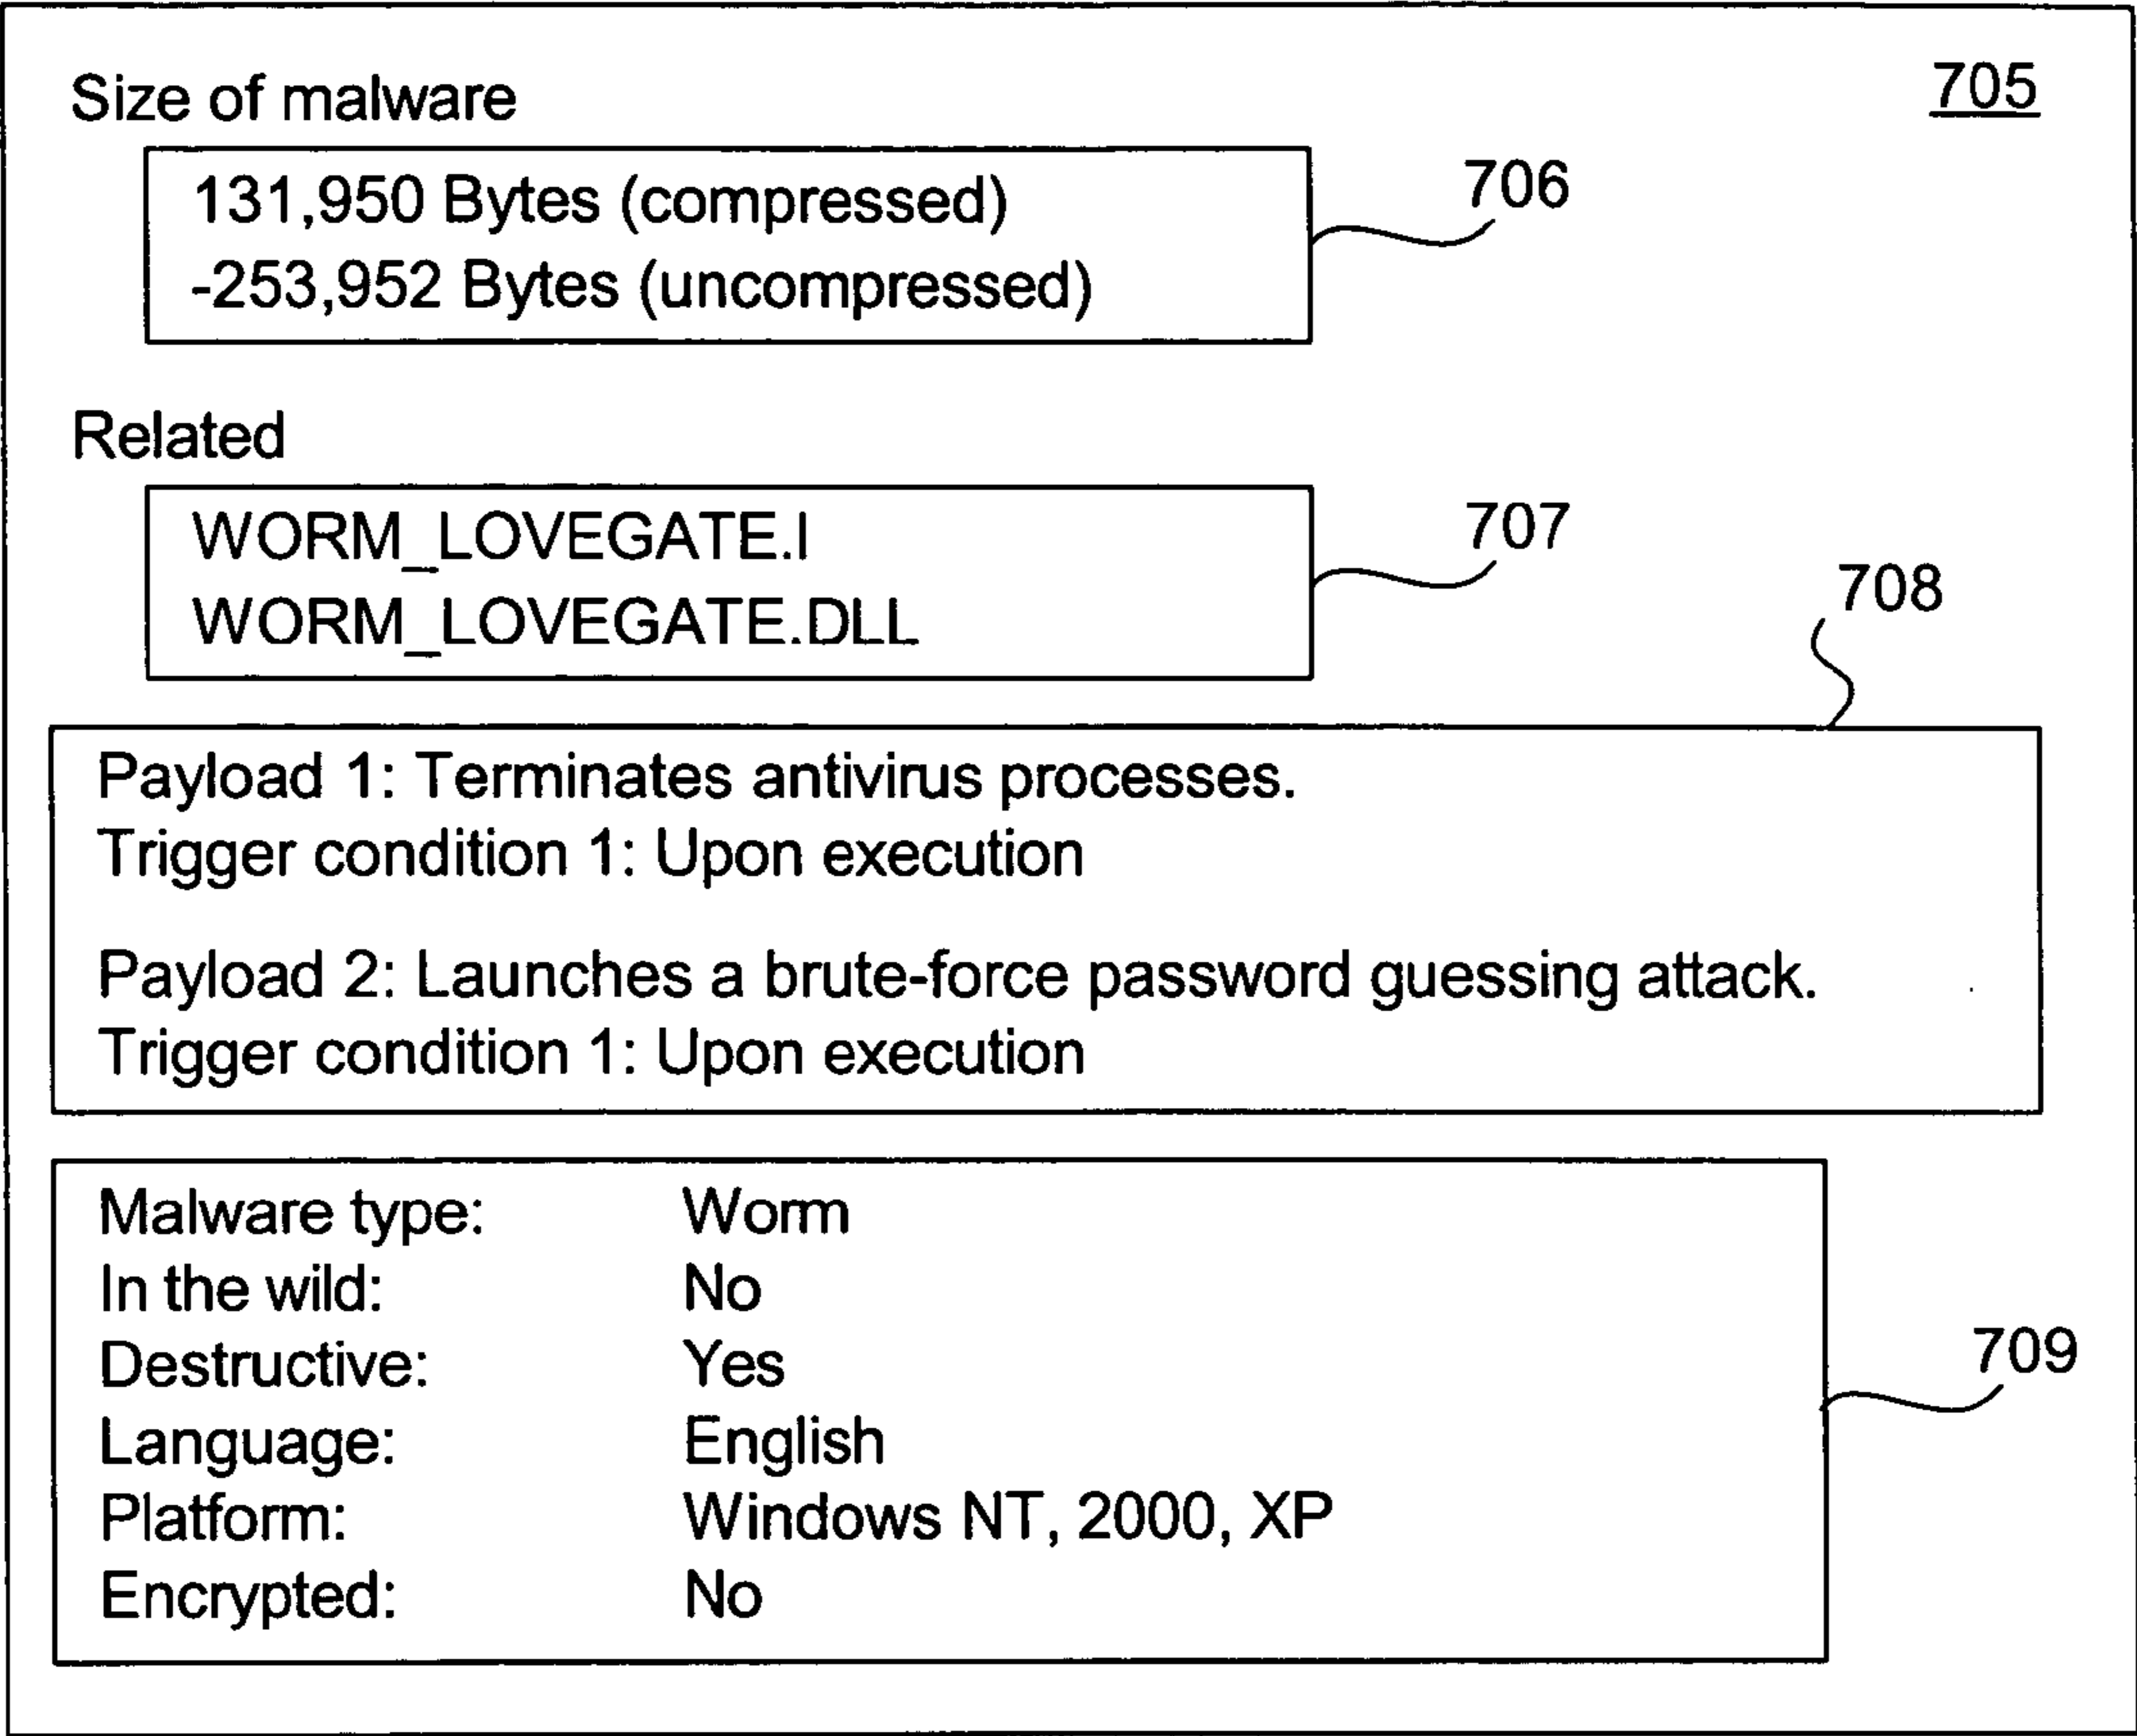 Size of malware 705
131,950 Bytes (compressed) 706
-253,952 Bytes (uncompressed)
Related
WORM_LOVEGATE.I 707
WORM_LOVEGATE.DLL
708
Payload 1: Terminates antivirus processes.
Trigger condition 1: Upon execution
Payload 2: Launches a brute-force password guessing attack.
Trigger condition 1: Upon execution
Malware type: Worm
In the wild: No
Destructive: Yes
709
Language: English
Platform: Windows NT, 2000, XP
Encrypted: No